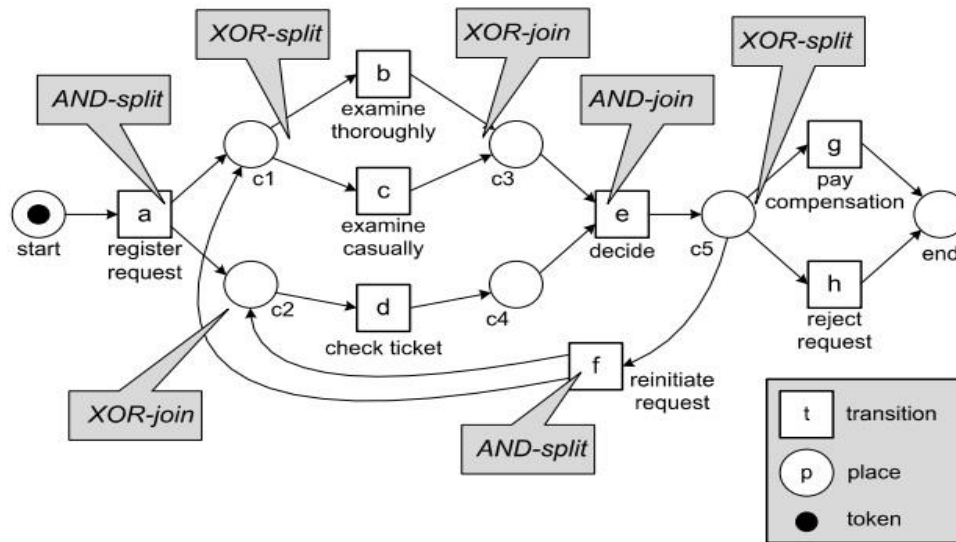 XOR-split
XOR-join
XOR-split
AND-split
b
AND-join
examine
thoroughly
g
pay
compensation
c1
c
c3
a
e
start
register
request
examine
casually
decide
c5
end
h
c2
d
c4
reject
request
check ticket
f
reinitiate
request
XOR-join
AND-split
t
transition
p
place
token